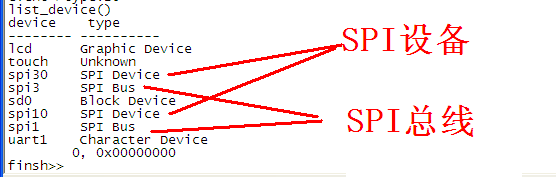 list_device()
device    type
-------- ----------
lcd      Graphic Device
touch    Unknown
spi30    SPI Device
spi3     SPI Bus
sd0      Block Device
spi10    SPI Device
spi1     SPI Bus
uart1    Character Device
0, 0x00000000
finsh>>
SPI设备
SPI总线